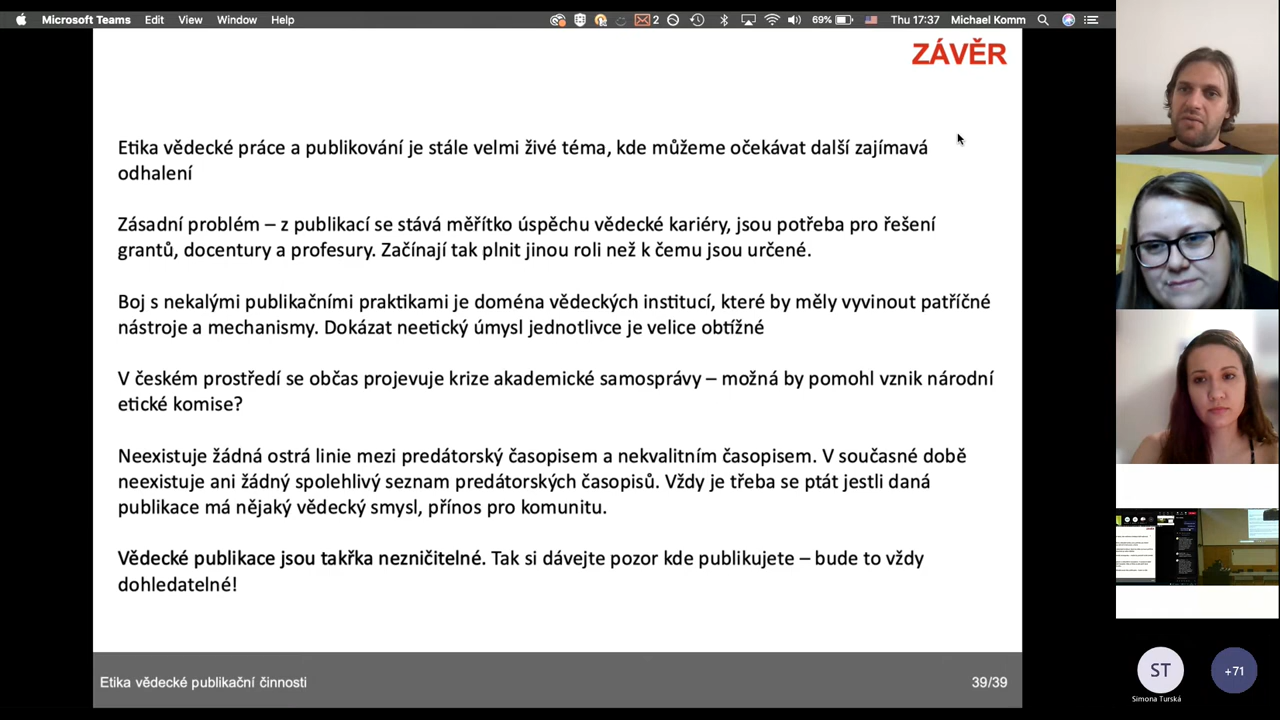 Microsoft Teams Edit View Window Help 2 69% Thu 17:37 Michael Komm
ZÁVĚR
Etika vědecké práce a publikování je stále velmi živé téma, kde můžeme očekávat další zajímavá
odhalení
Zásadní problém – z publikací se stává měřítko úspěchu vědecké kariéry, jsou potřeba pro řešení
grantů, docentury a profesury. Začínají tak plnit jinou roli než k čemu jsou určené.
Boj s nekalými publikačními praktikami je doména vědeckých institucí, které by měly vyvinout patřičné
nástroje a mechanismy. Dokázat neetický úmysl jednotlivce je velice obtížné
V českém prostředí se občas projevuje krize akademické samosprávy – možná by pomohl vznik národní
etické komise?
Neexistuje žádná ostrá linie mezi predátorský časopisem a nekvalitním časopisem. V současné době
neexistuje ani žádný spolehlivý seznam predátorských časopisů. Vždy je třeba se ptát jestli daná
publikace má nějaký vědecký smysl, přínos pro komunitu.
Vědecké publikace jsou takřka nezničitelné. Tak si dávejte pozor kde publikujete – bude to vždy
dohledatelné!
Etika vědecké publikační činnosti
39/39
ST
+71
Simona Turská